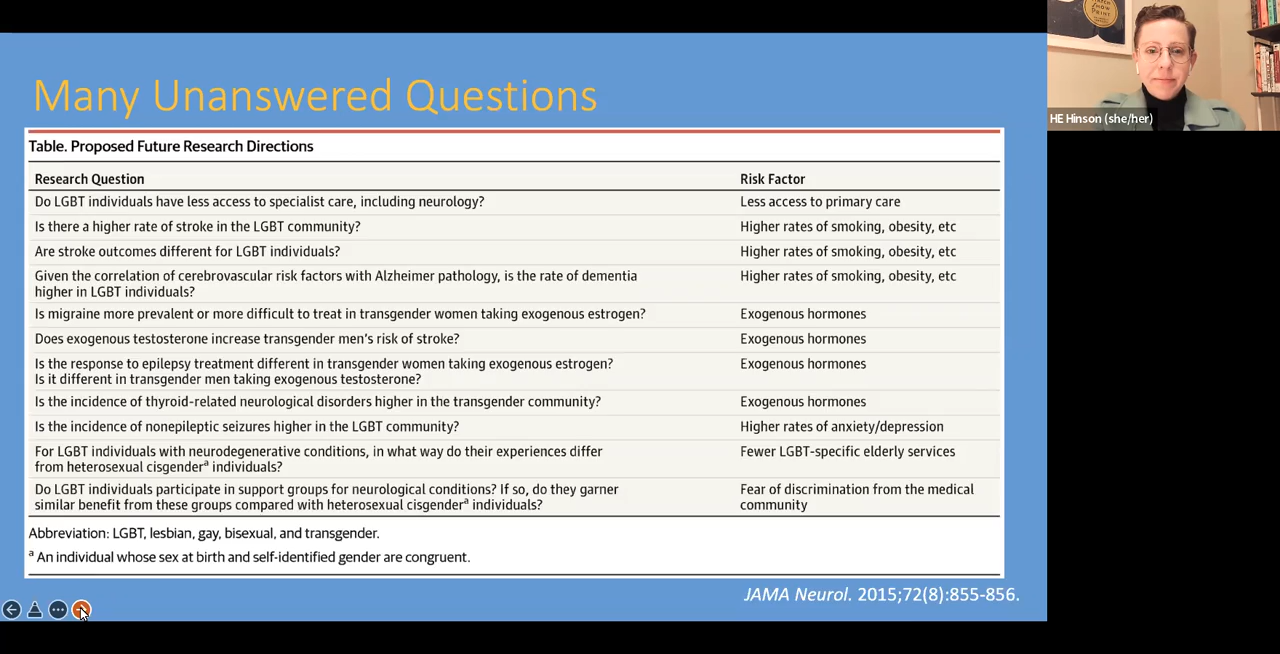 Many Unanswered Questions
Table. Proposed Future Research Directions
Research Question Risk Factor
Do LGBT individuals have less access to specialist care, including neurology? Less access to primary care
Is there a higher rate of stroke in the LGBT community? Higher rates of smoking, obesity, etc
Are stroke outcomes different for LGBT individuals? Higher rates of smoking, obesity, etc
Given the correlation of cerebrovascular risk factors with Alzheimer pathology, is the rate of dementia Higher rates of smoking, obesity, etc
higher in LGBT individuals?
Is migraine more prevalent or more difficult to treat in transgender women taking exogenous estrogen? Exogenous hormones
Does exogenous testosterone increase transgender men's risk of stroke? Exogenous hormones
Is the response to epilepsy treatment different in transgender women taking exogenous estrogen? Exogenous hormones
Is it different in transgender men taking exogenous testosterone?
Is the incidence of thyroid-related neurological disorders higher in the transgender community? Exogenous hormones
Is the incidence of nonepileptic seizures higher in the LGBT community? Higher rates of anxiety/depression
For LGBT individuals with neurodegenerative conditions, in what way do their experiences differ Fewer LGBT-specific elderly services
from heterosexual cisgenderᵃ individuals?
Do LGBT individuals participate in support groups for neurological conditions? If so, do they garner Fear of discrimination from the medical
similar benefit from these groups compared with heterosexual cisgenderᵃ individuals? community
Abbreviation: LGBT, lesbian, gay, bisexual, and transgender.
ᵃ An individual whose sex at birth and self-identified gender are congruent.
JAMA Neurol. 2015;72(8):855-856.
SHOW
PRINT
HE Hinson (she/her)